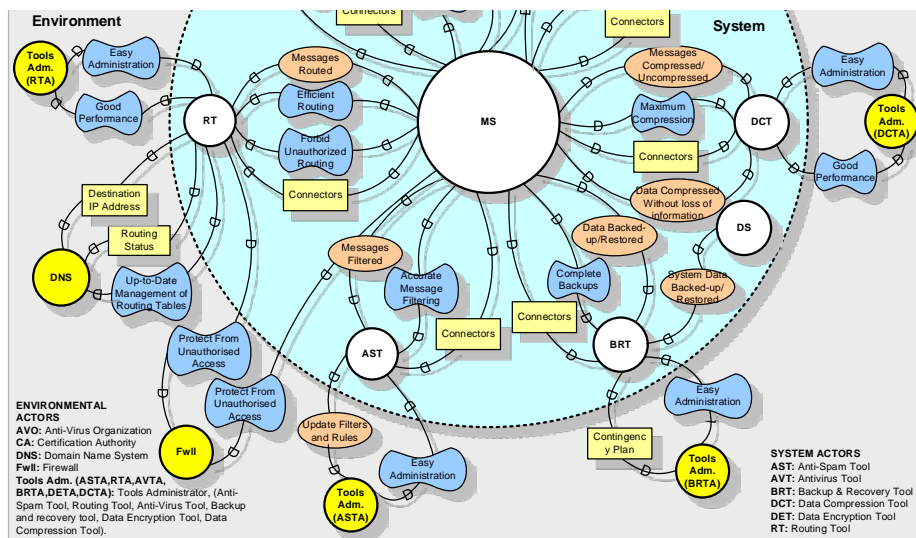 Environment
System
Connectors
Connectors
Tools
Adm.
(RTA)
Easy
Administration
Good
Performance
RT
Messages
Routed
Efficient
Routing
Forbid
Unauthorized
Routing
Connectors
MS
Messages
Compressed/
Uncompressed
Maximum
Compression
Connectors
Data Compressed
Without loss of
information
DCT
Easy
Administration
Tools
Adm.
(DCTA)
Good
Performance
DS
Destination
IP Address
Routing
Status
DNS
Up-to-Date
Management of
Routing Tables
Messages
Filtered
Accurate
Message
Filtering
Connectors
Data Backed-
up/Restored
Complete
Backups
Connectors
System Data
Backed-up/
Restored
AST
BRT
Protect From
Unauthorised
Access
Protect From
Unauthorised
Access
Fwll
Update Filters
and Rules
Easy
Administration
Tools
Adm.
(ASTA)
Contingenc
y Plan
Easy
Administration
Tools
Adm.
(BRTA)
ENVIRONMENTAL
ACTORS
AVO: Anti-Virus Organization
CA: Certification Authority
DNS: Domain Name System
Fwll: Firewall
Tools Adm. (ASTA,RTA,AVTA,
BRTA,DETA,DCTA): Tools Administrator, (Anti-
Spam Tool, Routing Tool, Anti-Virus Tool, Backup
and recovery tool, Data Encryption Tool, Data
Compression Tool).
SYSTEM ACTORS
AST: Anti-Spam Tool
AVT: Antivirus Tool
BRT: Backup & Recovery Tool
DCT: Data Compression Tool
DET: Data Encryption Tool
RT: Routing Tool